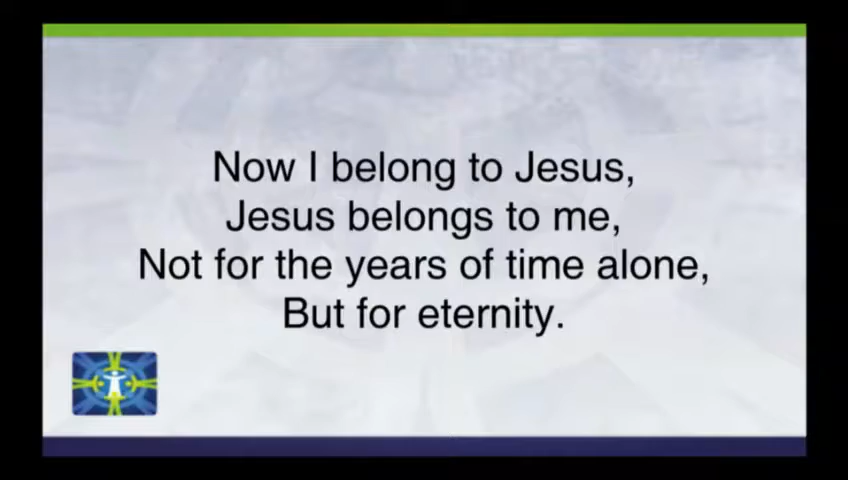 Now I belong to Jesus,
Jesus belongs to me,
Not for the years of time alone,
But for eternity.